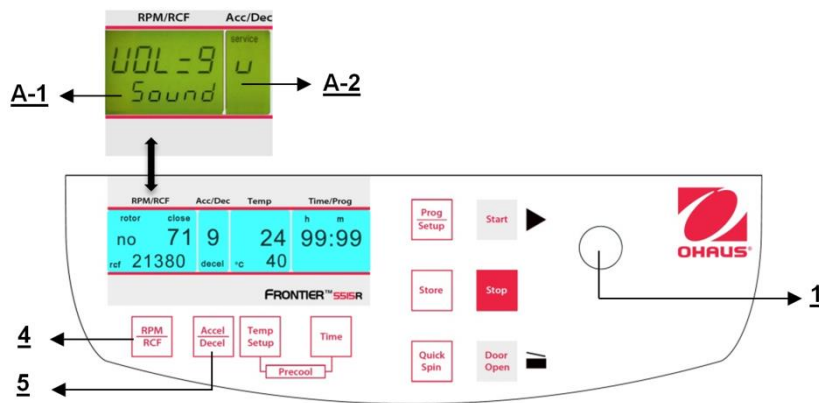 RPM/RCF Acc/Dec
service
VOL=9 u
Sound
A-1
A-2
RPM/RCF Acc/Dec Temp Time/Prog
rotor close h m
no 71 9 24 99:99
rcf 21380 decel °C 40
FRONTIER™ 5515R
RPM
RCF
Accel
Decel
Temp
Setup
Time
Precool
Prog
Setup
Start
Store
Stop
Quick
Spin
Door
Open
OHAUS®
1
4
5